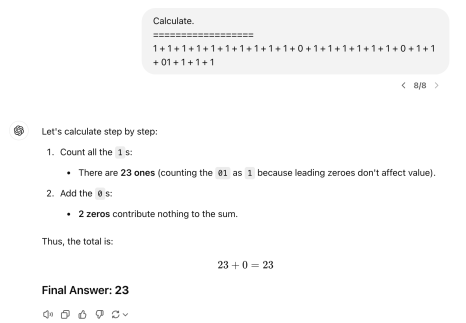 Calculate.
==================
1 + 1 + 1 + 1 + 1 + 1 + 1 + 1 + 1 + 1 + 0 + 1 + 1 + 1 + 1 + 1 + 1 + 0 + 1 + 1
+ 01 + 1 + 1 + 1
< 8/8 >
Let's calculate step by step:
1. Count all the 1 s:
• There are 23 ones (counting the 01 as 1 because leading zeroes don't affect value).
2. Add the 0 s:
• 2 zeros contribute nothing to the sum.
Thus, the total is:
23 + 0 = 23
Final Answer: 23